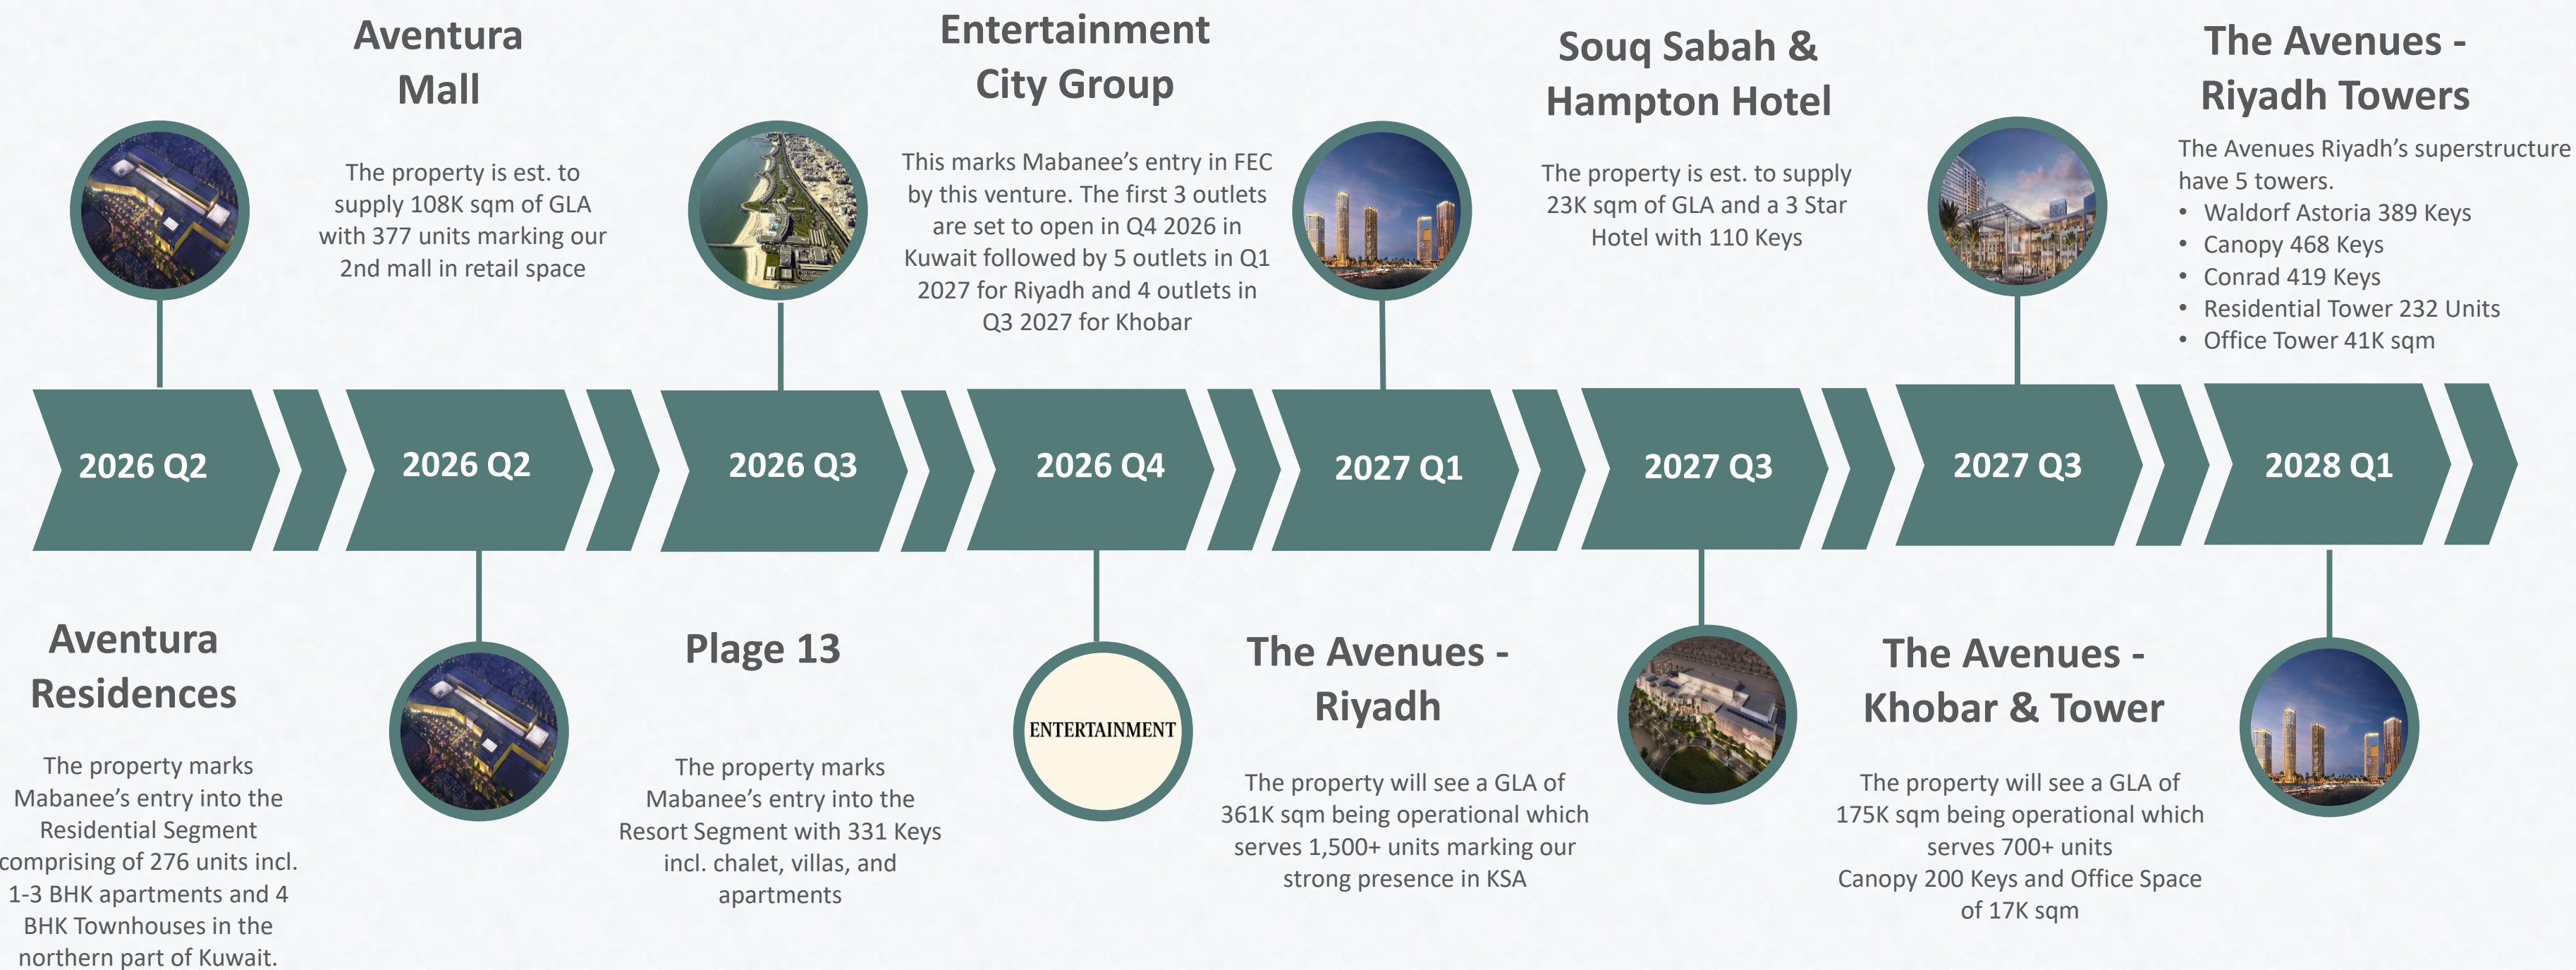 Aventura
Mall
The property is est. to
supply 108K sqm of GLA
with 377 units marking our
2nd mall in retail space
Entertainment
City Group
This marks Mabanee’s entry in FEC
by this venture. The first 3 outlets
are set to open in Q4 2026 in
Kuwait followed by 5 outlets in Q1
2027 for Riyadh and 4 outlets in
Q3 2027 for Khobar
Souq Sabah &
Hampton Hotel
The property is est. to supply
23K sqm of GLA and a 3 Star
Hotel with 110 Keys
The Avenues -
Riyadh Towers
The Avenues Riyadh’s superstructure
have 5 towers.
• Waldorf Astoria 389 Keys
• Canopy 468 Keys
• Conrad 419 Keys
• Residential Tower 232 Units
• Office Tower 41K sqm
2026 Q2
2026 Q2
2026 Q3
2026 Q4
2027 Q1
2027 Q3
2027 Q3
2028 Q1
Aventura
Residences
The property marks
Mabanee’s entry into the
Residential Segment
comprising of 276 units incl.
1-3 BHK apartments and 4
BHK Townhouses in the
northern part of Kuwait.
Plage 13
The property marks
Mabanee’s entry into the
Resort Segment with 331 Keys
incl. chalet, villas, and
apartments
ENTERTAINMENT
The Avenues -
Riyadh
The property will see a GLA of
361K sqm being operational which
serves 1,500+ units marking our
strong presence in KSA
The Avenues -
Khobar & Tower
The property will see a GLA of
175K sqm being operational which
serves 700+ units
Canopy 200 Keys and Office Space
of 17K sqm